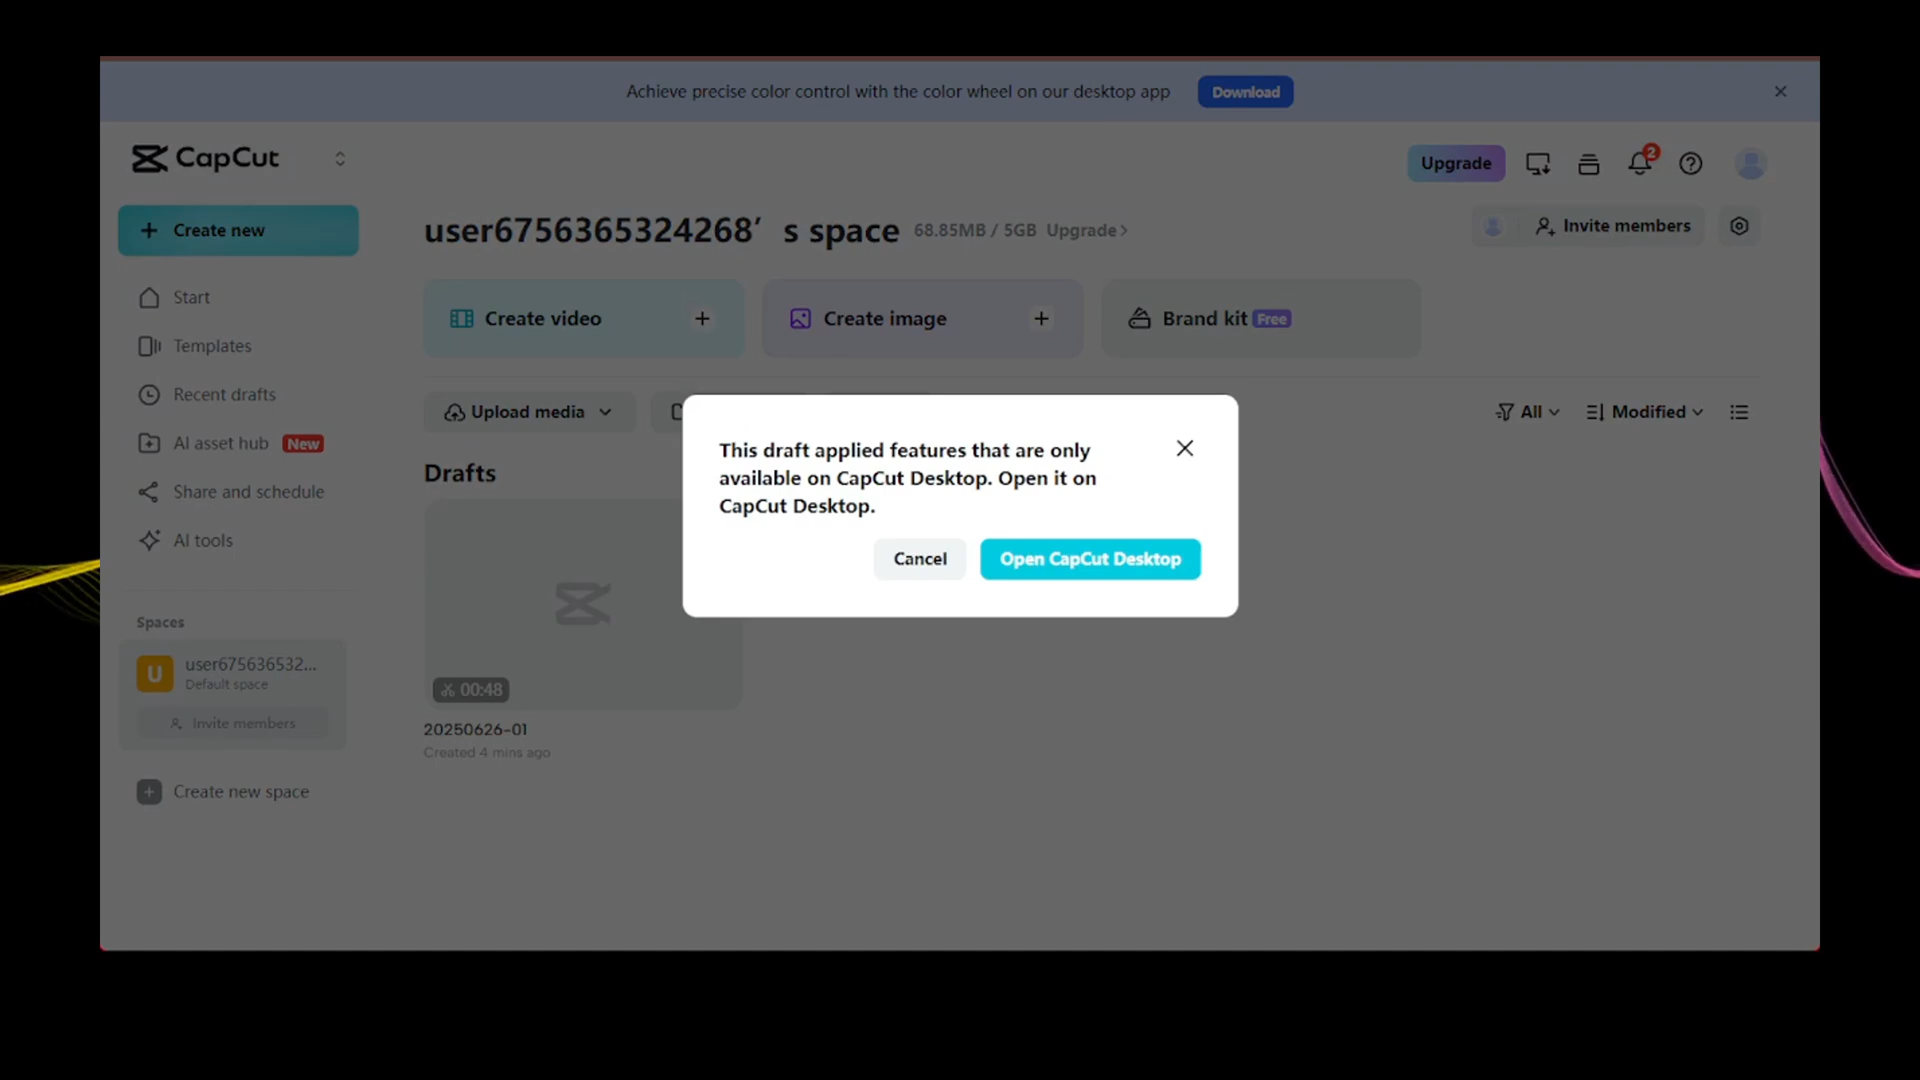 Achieve precise color control with the color wheel on our desktop app
Download
CapCut
Upgrade
2
Create new
user6756365324268’ s space
68.85MB / 5GB Upgrade
Invite members
Start
Templates
Recent drafts
AI asset hub New
Share and schedule
AI tools
Create video
Create image
Brand kit Free
Upload media
All
Modified
Drafts
This draft applied features that are only
available on CapCut Desktop. Open it on
CapCut Desktop.
Cancel
Open CapCut Desktop
00:48
20250626-01
Created 4 mins ago
Spaces
U
user675636532...
Default space
Invite members
Create new space